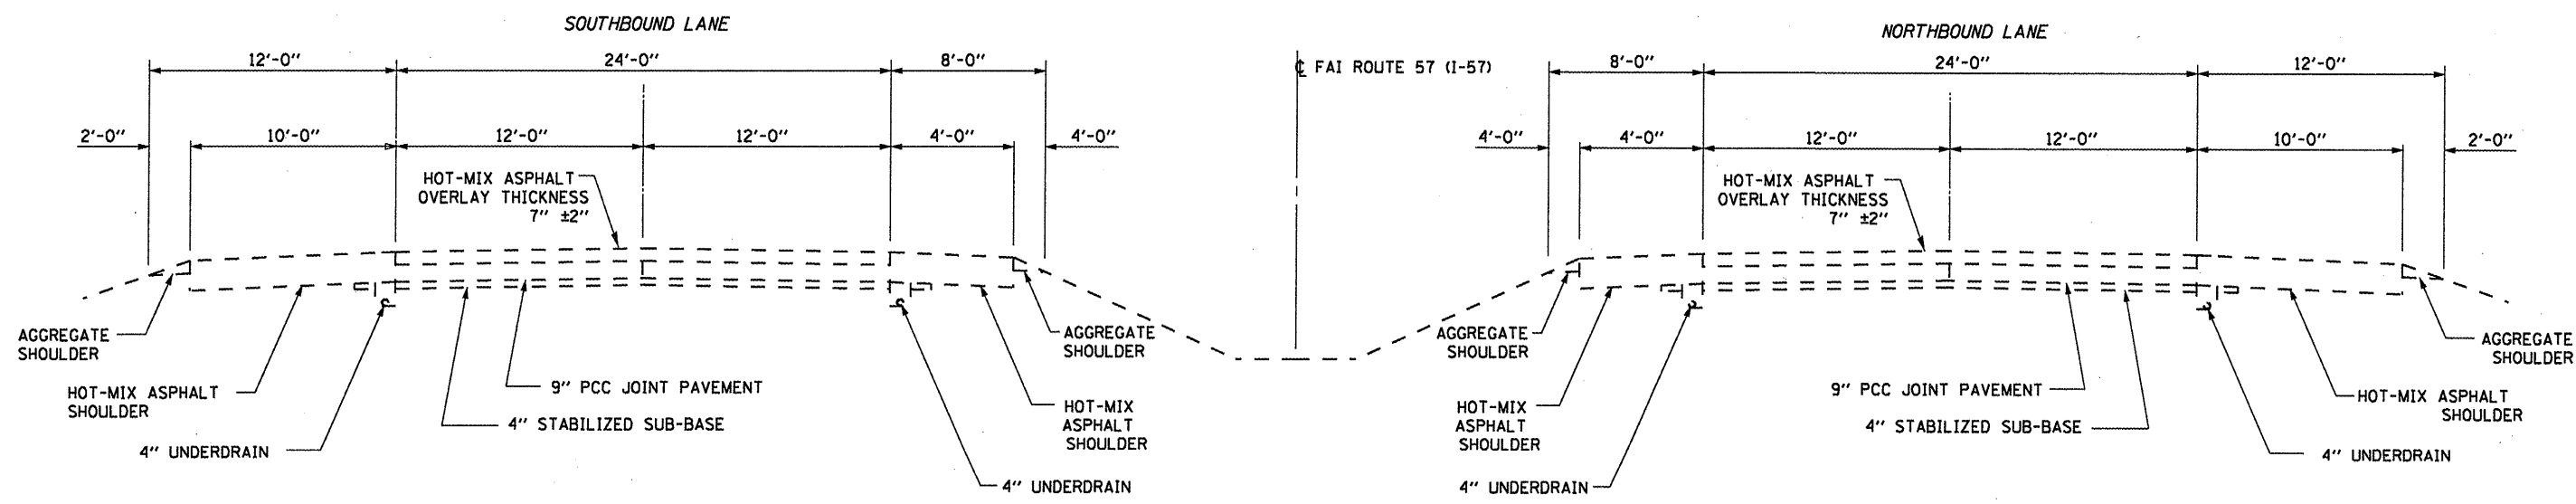 SOUTHBOUND LANE
NORTHBOUND LANE
12'-0"
24'-0"
8'-0"
℄ FAI ROUTE 57 (I-57)
8'-0"
24'-0"
12'-0"
2'-0"
10'-0"
12'-0"
12'-0"
4'-0"
4'-0"
4'-0"
4'-0"
12'-0"
12'-0"
10'-0"
2'-0"
HOT-MIX ASPHALT
OVERLAY THICKNESS
7" ±2"
HOT-MIX ASPHALT
OVERLAY THICKNESS
7" ±2"
AGGREGATE
SHOULDER
AGGREGATE
SHOULDER
AGGREGATE
SHOULDER
AGGREGATE
SHOULDER
HOT-MIX ASPHALT
SHOULDER
9" PCC JOINT PAVEMENT
4" STABILIZED SUB-BASE
HOT-MIX
ASPHALT
SHOULDER
4" UNDERDRAIN
4" UNDERDRAIN
HOT-MIX
ASPHALT
SHOULDER
9" PCC JOINT PAVEMENT
4" STABILIZED SUB-BASE
HOT-MIX ASPHALT
SHOULDER
4" UNDERDRAIN
4" UNDERDRAIN